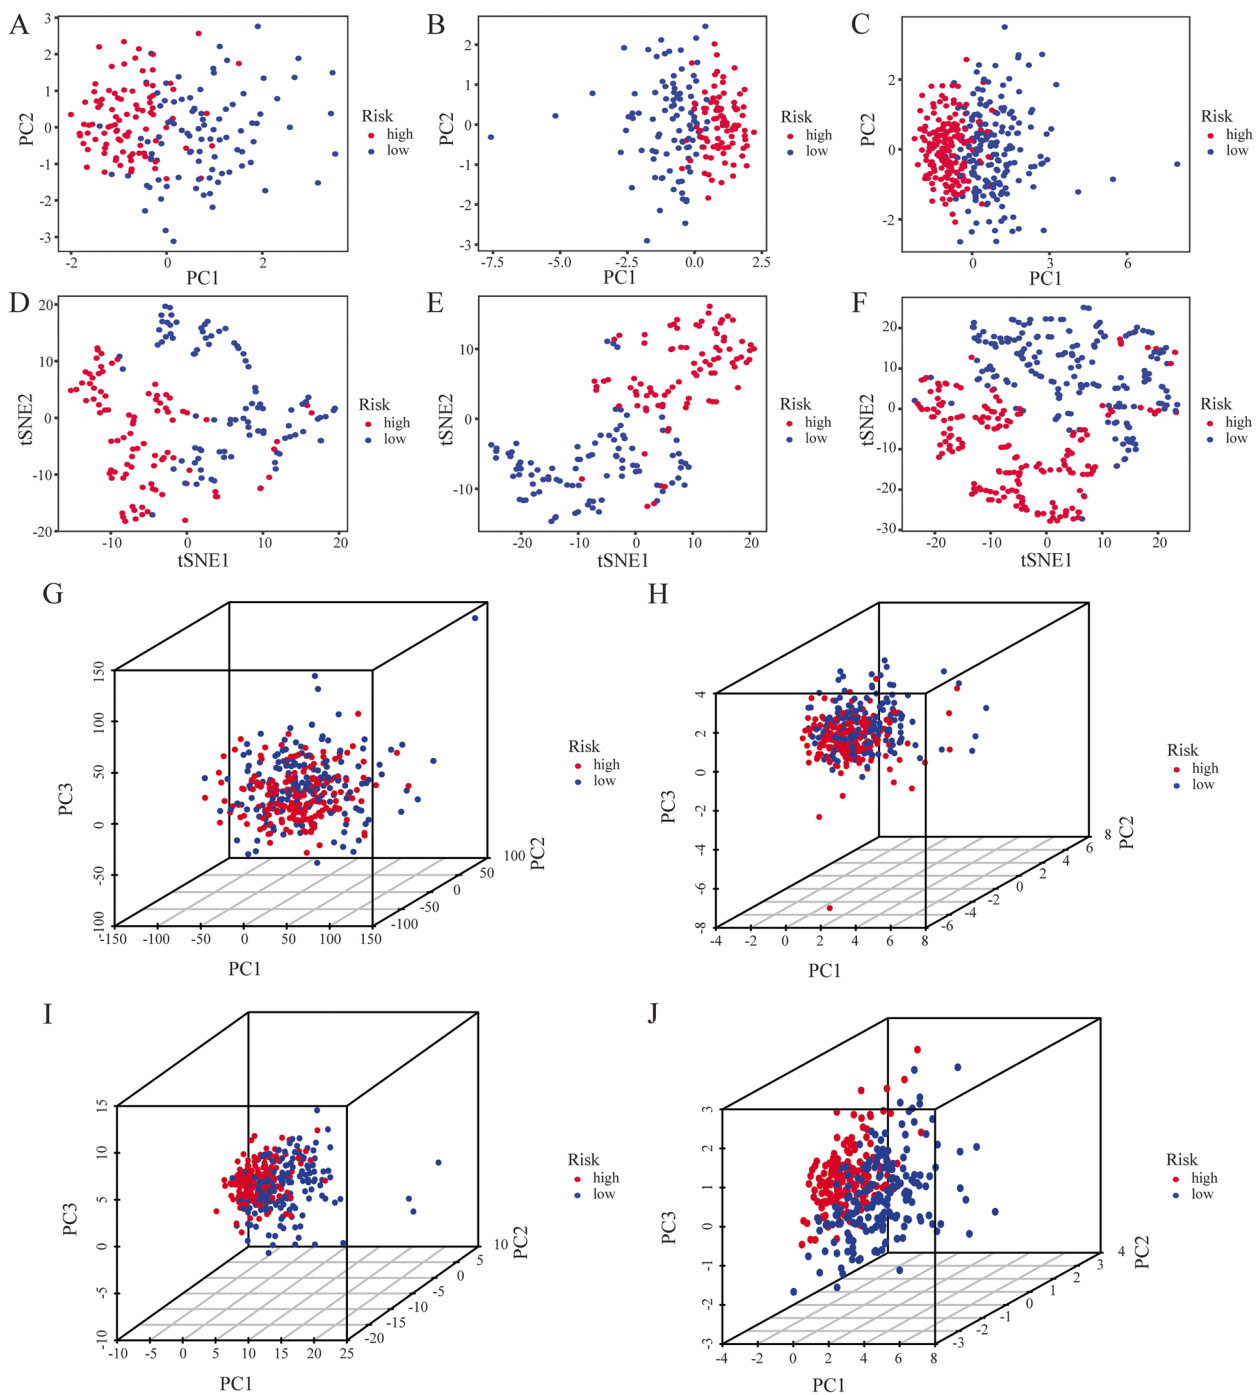 A
3
2
1
0
-1
-2
-3
PC2
-2
0
2
PC1
Risk
high
low
B
2
1
0
-1
-2
-3
PC2
-7.5
-5.0
-2.5
0.0
2.5
PC1
Risk
high
low
C
2
0
-2
PC2
0
3
6
PC1
Risk
high
low
D
20
10
0
-10
-20
tSNE2
-10
0
10
20
tSNE1
Risk
high
low
E
10
0
-10
tSNE2
-20
-10
0
10
20
tSNE1
Risk
high
low
F
20
10
0
-10
-20
-30
tSNE2
-20
-10
0
10
20
tSNE1
Risk
high
low
G
150
100
50
0
-50
-100
PC3
-150
-100
-50
0
50
100
150
PC1
-100
-50
0
50
100
PC2
Risk
high
low
H
4
2
0
-2
-4
-6
-8
PC3
-4
-2
0
2
4
6
8
PC1
-6
-4
-2
0
2
4
6
8
PC2
Risk
high
low
I
15
10
5
0
-5
-10
PC3
-10
-5
0
5
10
15
20
25
PC1
-20
-15
-10
-5
0
5
10
PC2
Risk
high
low
J
3
2
1
0
-1
-2
-3
PC3
-4
-2
0
2
4
6
8
PC1
-3
-2
-1
0
1
2
3
4
PC2
Risk
high
low